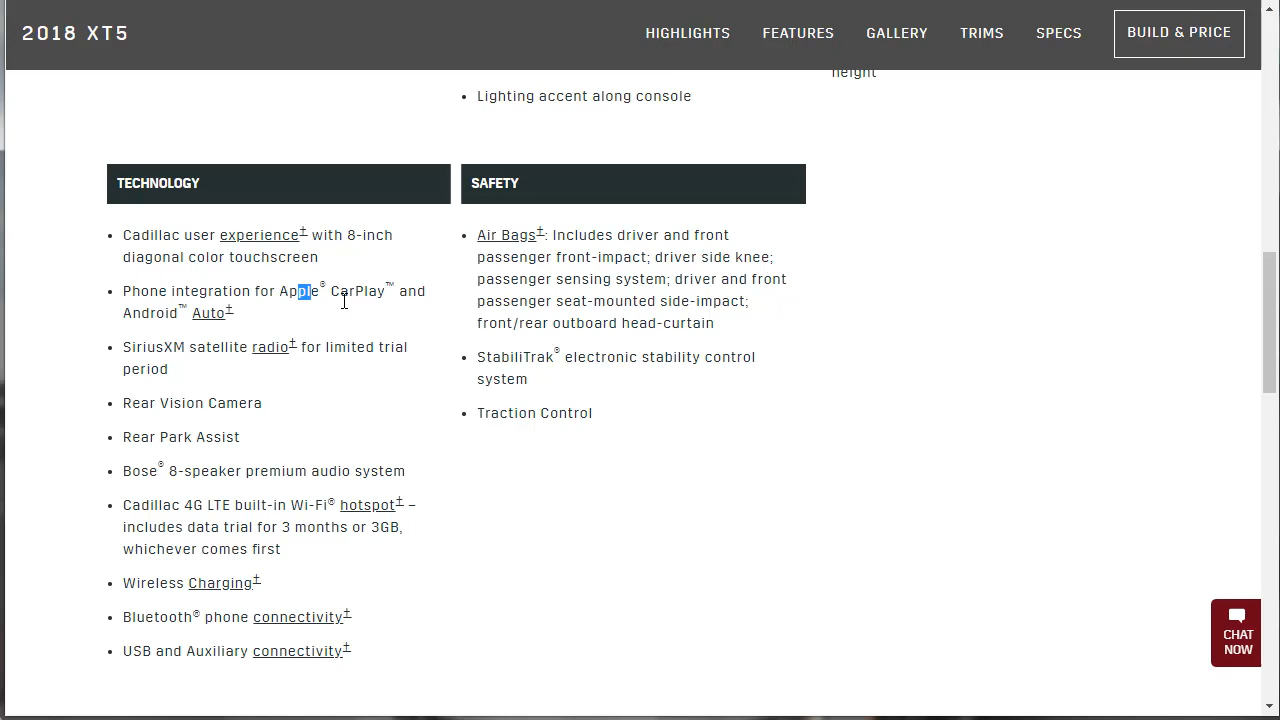 2018 XT5
HIGHLIGHTS
FEATURES
GALLERY
TRIMS
SPECS
BUILD & PRICE
height
• Lighting accent along console
TECHNOLOGY
• Cadillac user experience‡ with 8-inch
diagonal color touchscreen
• Phone integration for Apple® CarPlay™ and
Android™ Auto‡
• SiriusXM satellite radio‡ for limited trial
period
• Rear Vision Camera
• Rear Park Assist
• Bose® 8-speaker premium audio system
• Cadillac 4G LTE built-in Wi-Fi® hotspot‡ –
includes data trial for 3 months or 3GB,
whichever comes first
• Wireless Charging‡
• Bluetooth® phone connectivity‡
• USB and Auxiliary connectivity‡
SAFETY
• Air Bags‡: Includes driver and front
passenger front-impact; driver side knee;
passenger sensing system; driver and front
passenger seat-mounted side-impact;
front/rear outboard head-curtain
• StabiliTrak® electronic stability control
system
• Traction Control
CHAT
NOW